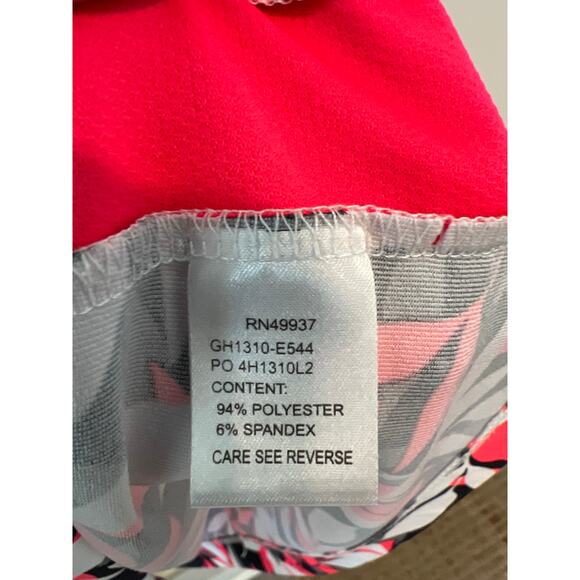 RN49937
GH1310-E544
PO 4H1310L2
CONTENT:
94% POLYESTER
6% SPANDEX
CARE SEE REVERSE